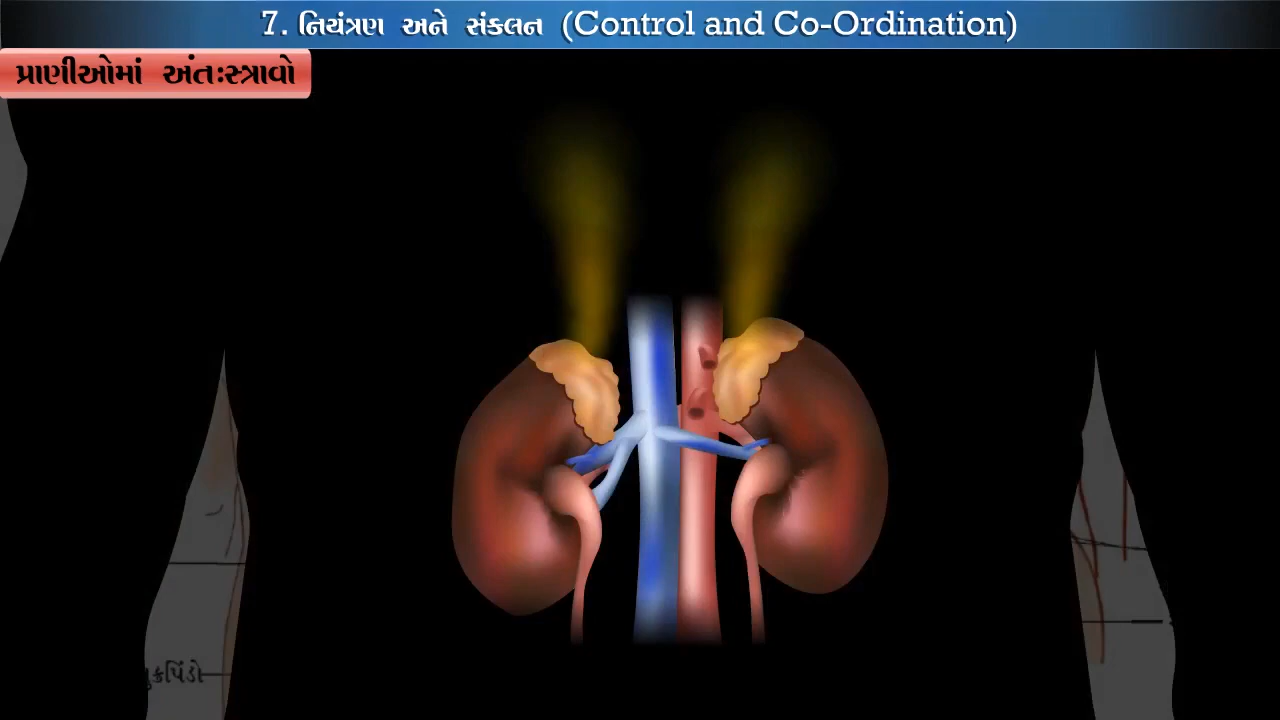 7. નિયંત્રણ અને સંકલન (Control and Co-Ordination)
પ્રાણીઓમાં અંતઃસ્ત્રાવો